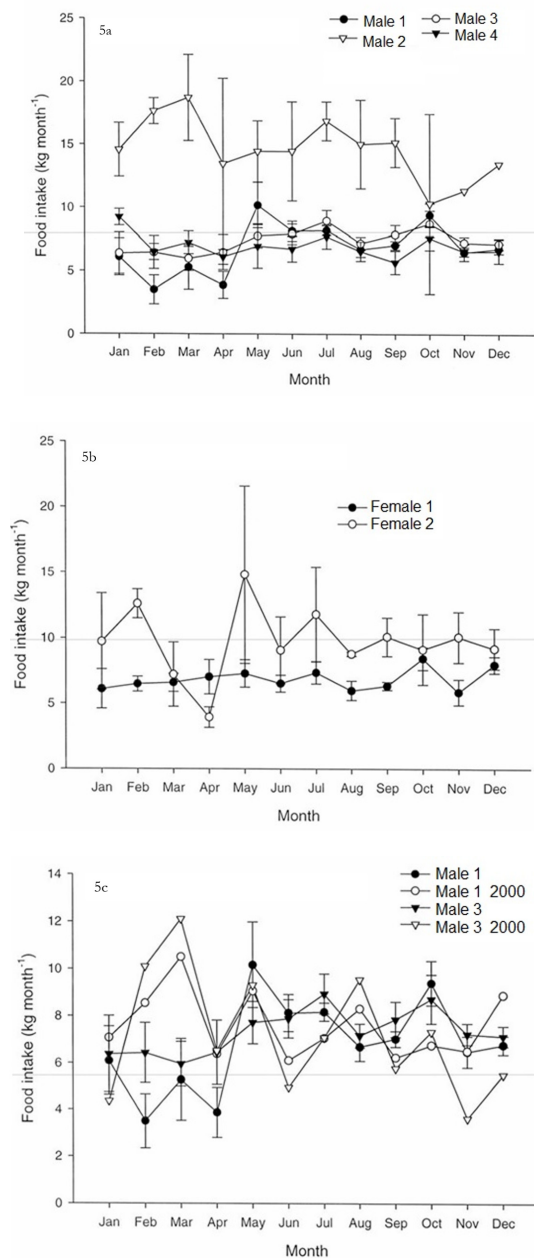 5a
Male 1
Male 3
Male 2
Male 4
25
20
15
10
5
0
Food intake (kg month-1)
Jan Feb Mar Apr May Jun Jul Aug Sep Oct Nov Dec
Month
5b
Female 1
Female 2
25
20
15
10
5
0
Food intake (kg month-1)
Jan Feb Mar Apr May Jun Jul Aug Sep Oct Nov Dec
Month
5c
Male 1
Male 1 2000
Male 3
Male 3 2000
14
12
10
8
6
4
2
0
Food intake (kg month-1)
Jan Feb Mar Apr May Jun Jul Aug Sep Oct Nov Dec
Month